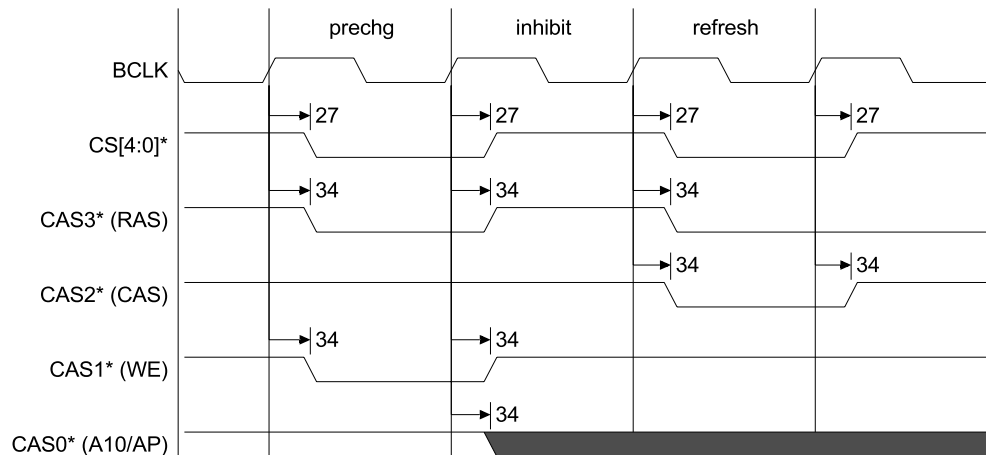 prechg inhibit refresh
BCLK
27 27 27 27
CS[4:0]*
34 34 34
CAS3* (RAS)
34 34
CAS2* (CAS)
34 34
CAS1* (WE)
34
CAS0* (A10/AP)